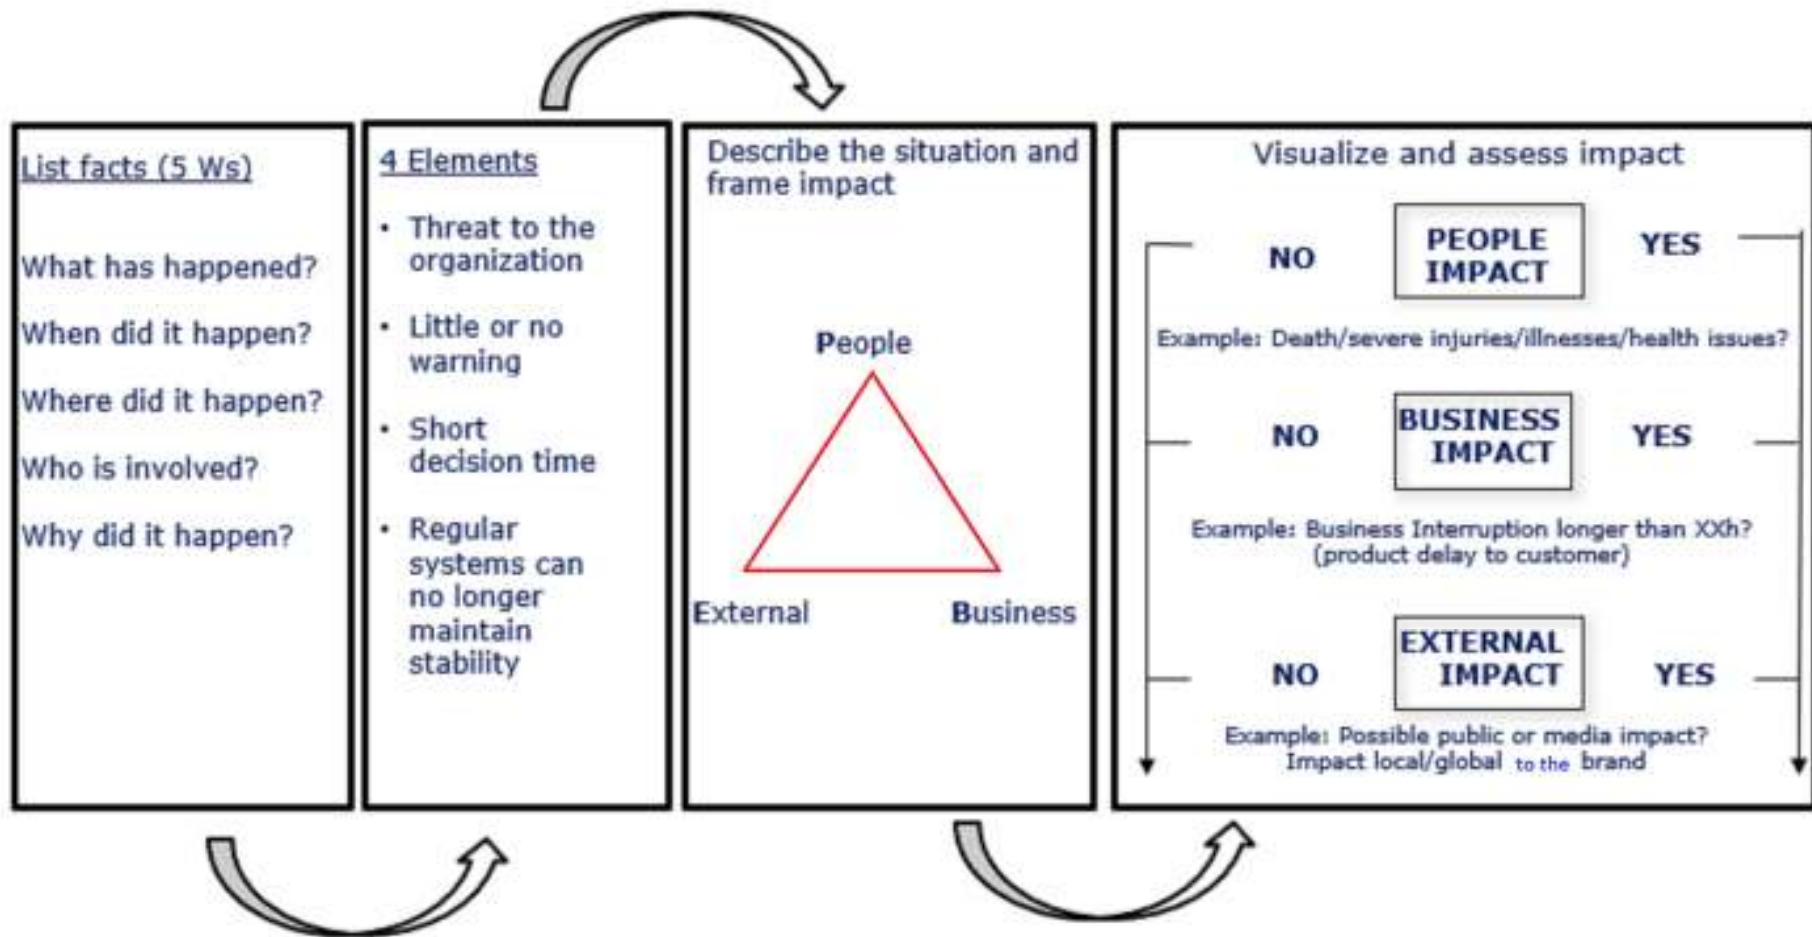 List facts (5 Ws)
What has happened?
When did it happen?
Where did it happen?
Who is involved?
Why did it happen?
4 Elements
• Threat to the
organization
• Little or no
warning
• Short
decision time
• Regular
systems can
no longer
maintain
stability
Describe the situation and
frame impact
People
External
Business
Visualize and assess impact
NO
PEOPLE
IMPACT
YES
Example: Death/severe injuries/illnesses/health issues?
NO
BUSINESS
IMPACT
YES
Example: Business Interruption longer than XXh?
(product delay to customer)
NO
EXTERNAL
IMPACT
YES
Example: Possible public or media impact?
Impact local/global to the brand